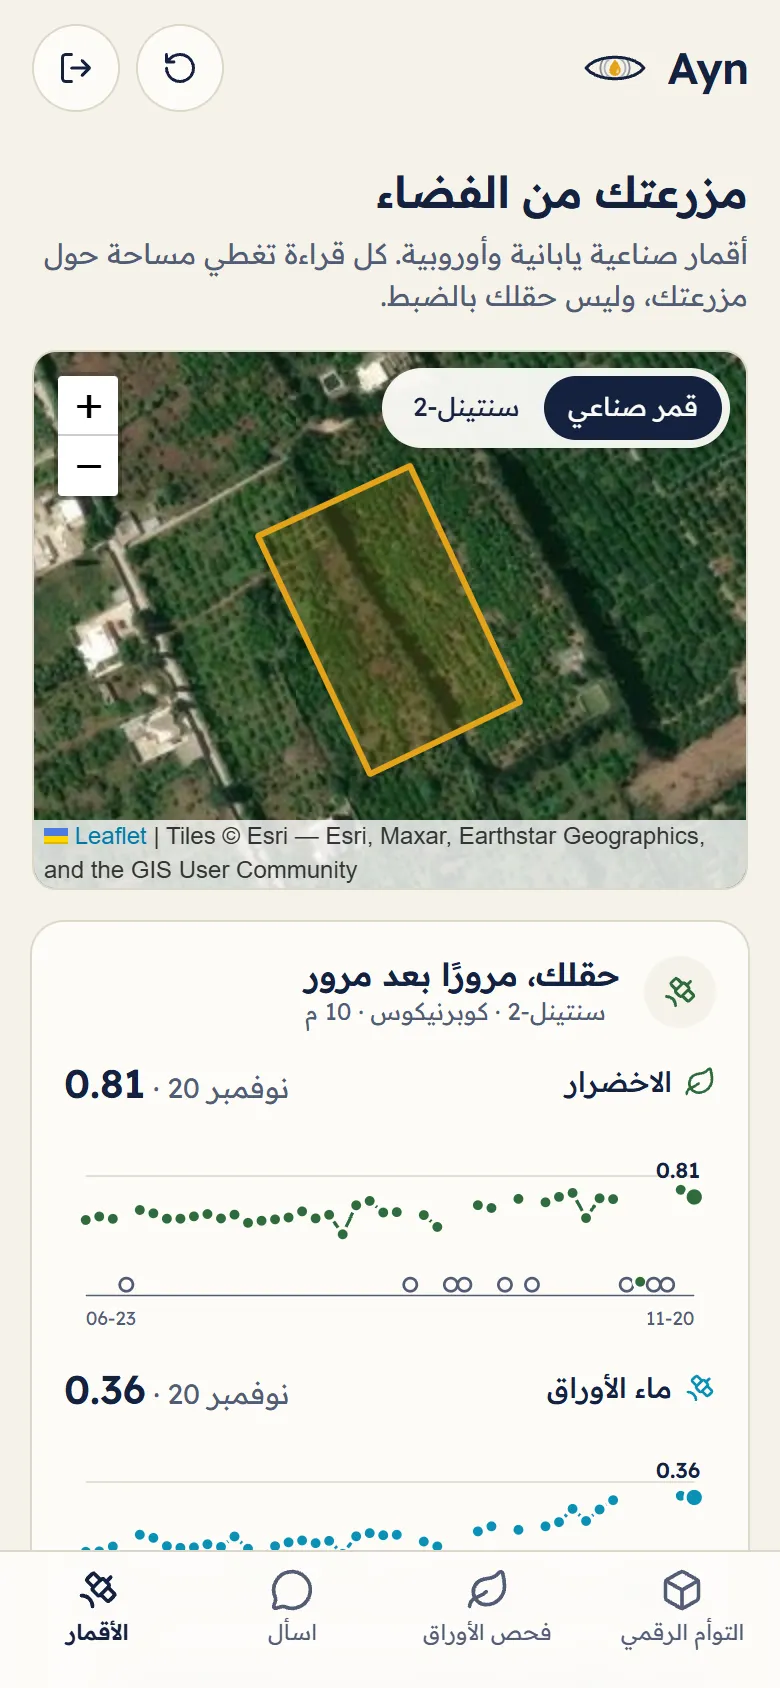 Ayn
مزرعتك من الفضاء
أقمار صناعية يابانية وأوروبية. كل قراءة تغطي مساحة حول
مزرعتك، وليس حقلك بالضبط.
+
قمر صناعي
سنتينل-2
−
Leaflet | Tiles © Esri — Esri, Maxar, Earthstar Geographics,
and the GIS User Community
حقلك، مرورًا بعد مرور
سنتينل-2 · كوبرنيكوس · 10 م
الاخضرار
0.81 · 20 نوفمبر
0.81
06-23
11-20
ماء الأوراق
0.36 · 20 نوفمبر
0.36
التوأم الرقمي
فحص الأوراق
اسأل
الأقمار